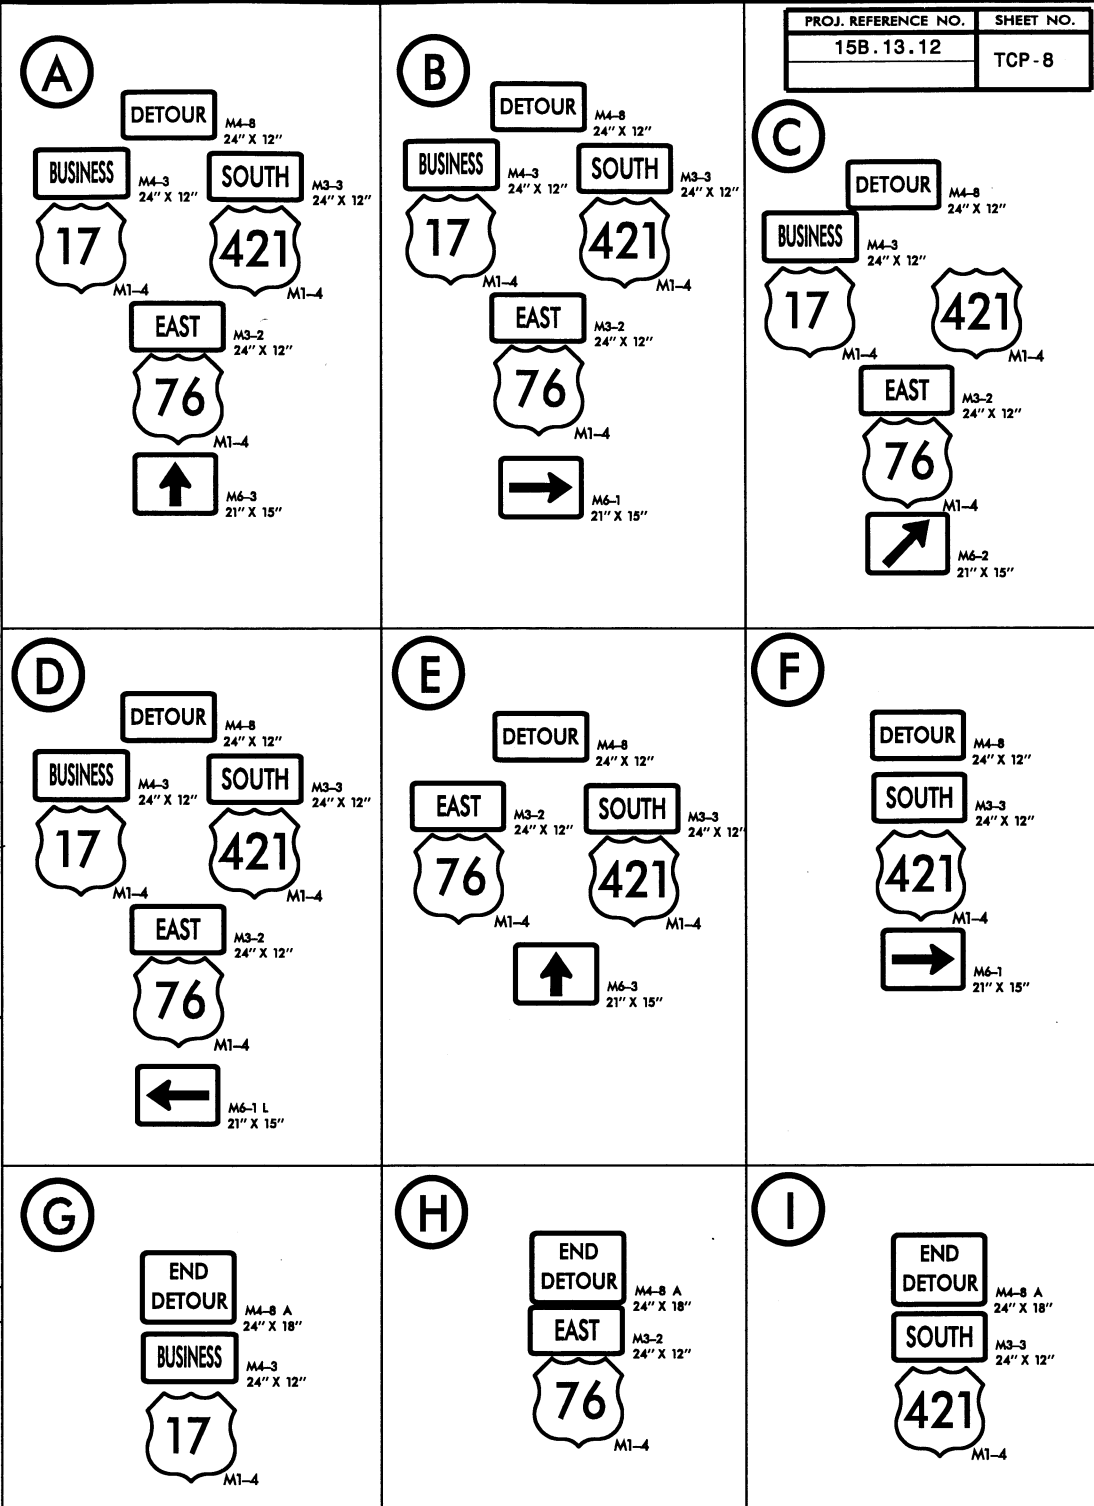 PROJ. REFERENCE NO. SHEET NO.
15B.13.12 TCP-8
A
DETOUR
M4-8
24" X 12"
BUSINESS
M4-3
24" X 12"
SOUTH
M3-3
24" X 12"
17
M1-4
421
M1-4
EAST
M3-2
24" X 12"
76
M1-4
M6-3
21" X 15"
B
DETOUR
M4-8
24" X 12"
BUSINESS
M4-3
24" X 12"
SOUTH
M3-3
24" X 12"
17
M1-4
421
M1-4
EAST
M3-2
24" X 12"
76
M1-4
M6-1
21" X 15"
C
DETOUR
M4-8
24" X 12"
BUSINESS
M4-3
24" X 12"
17
M1-4
421
M1-4
EAST
M3-2
24" X 12"
76
M1-4
M6-2
21" X 15"
D
DETOUR
M4-8
24" X 12"
BUSINESS
M4-3
24" X 12"
SOUTH
M3-3
24" X 12"
17
M1-4
421
M1-4
EAST
M3-2
24" X 12"
76
M1-4
M6-1 L
21" X 15"
E
DETOUR
M4-8
24" X 12"
EAST
M3-2
24" X 12"
SOUTH
M3-3
24" X 12"
76
M1-4
421
M1-4
M6-3
21" X 15"
F
DETOUR
M4-8
24" X 12"
SOUTH
M3-3
24" X 12"
421
M1-4
M6-1
21" X 15"
G
END
DETOUR
M4-8 A
24" X 18"
BUSINESS
M4-3
24" X 12"
17
M1-4
H
END
DETOUR
M4-8 A
24" X 18"
EAST
M3-2
24" X 12"
76
M1-4
I
END
DETOUR
M4-8 A
24" X 18"
SOUTH
M3-3
24" X 12"
421
M1-4